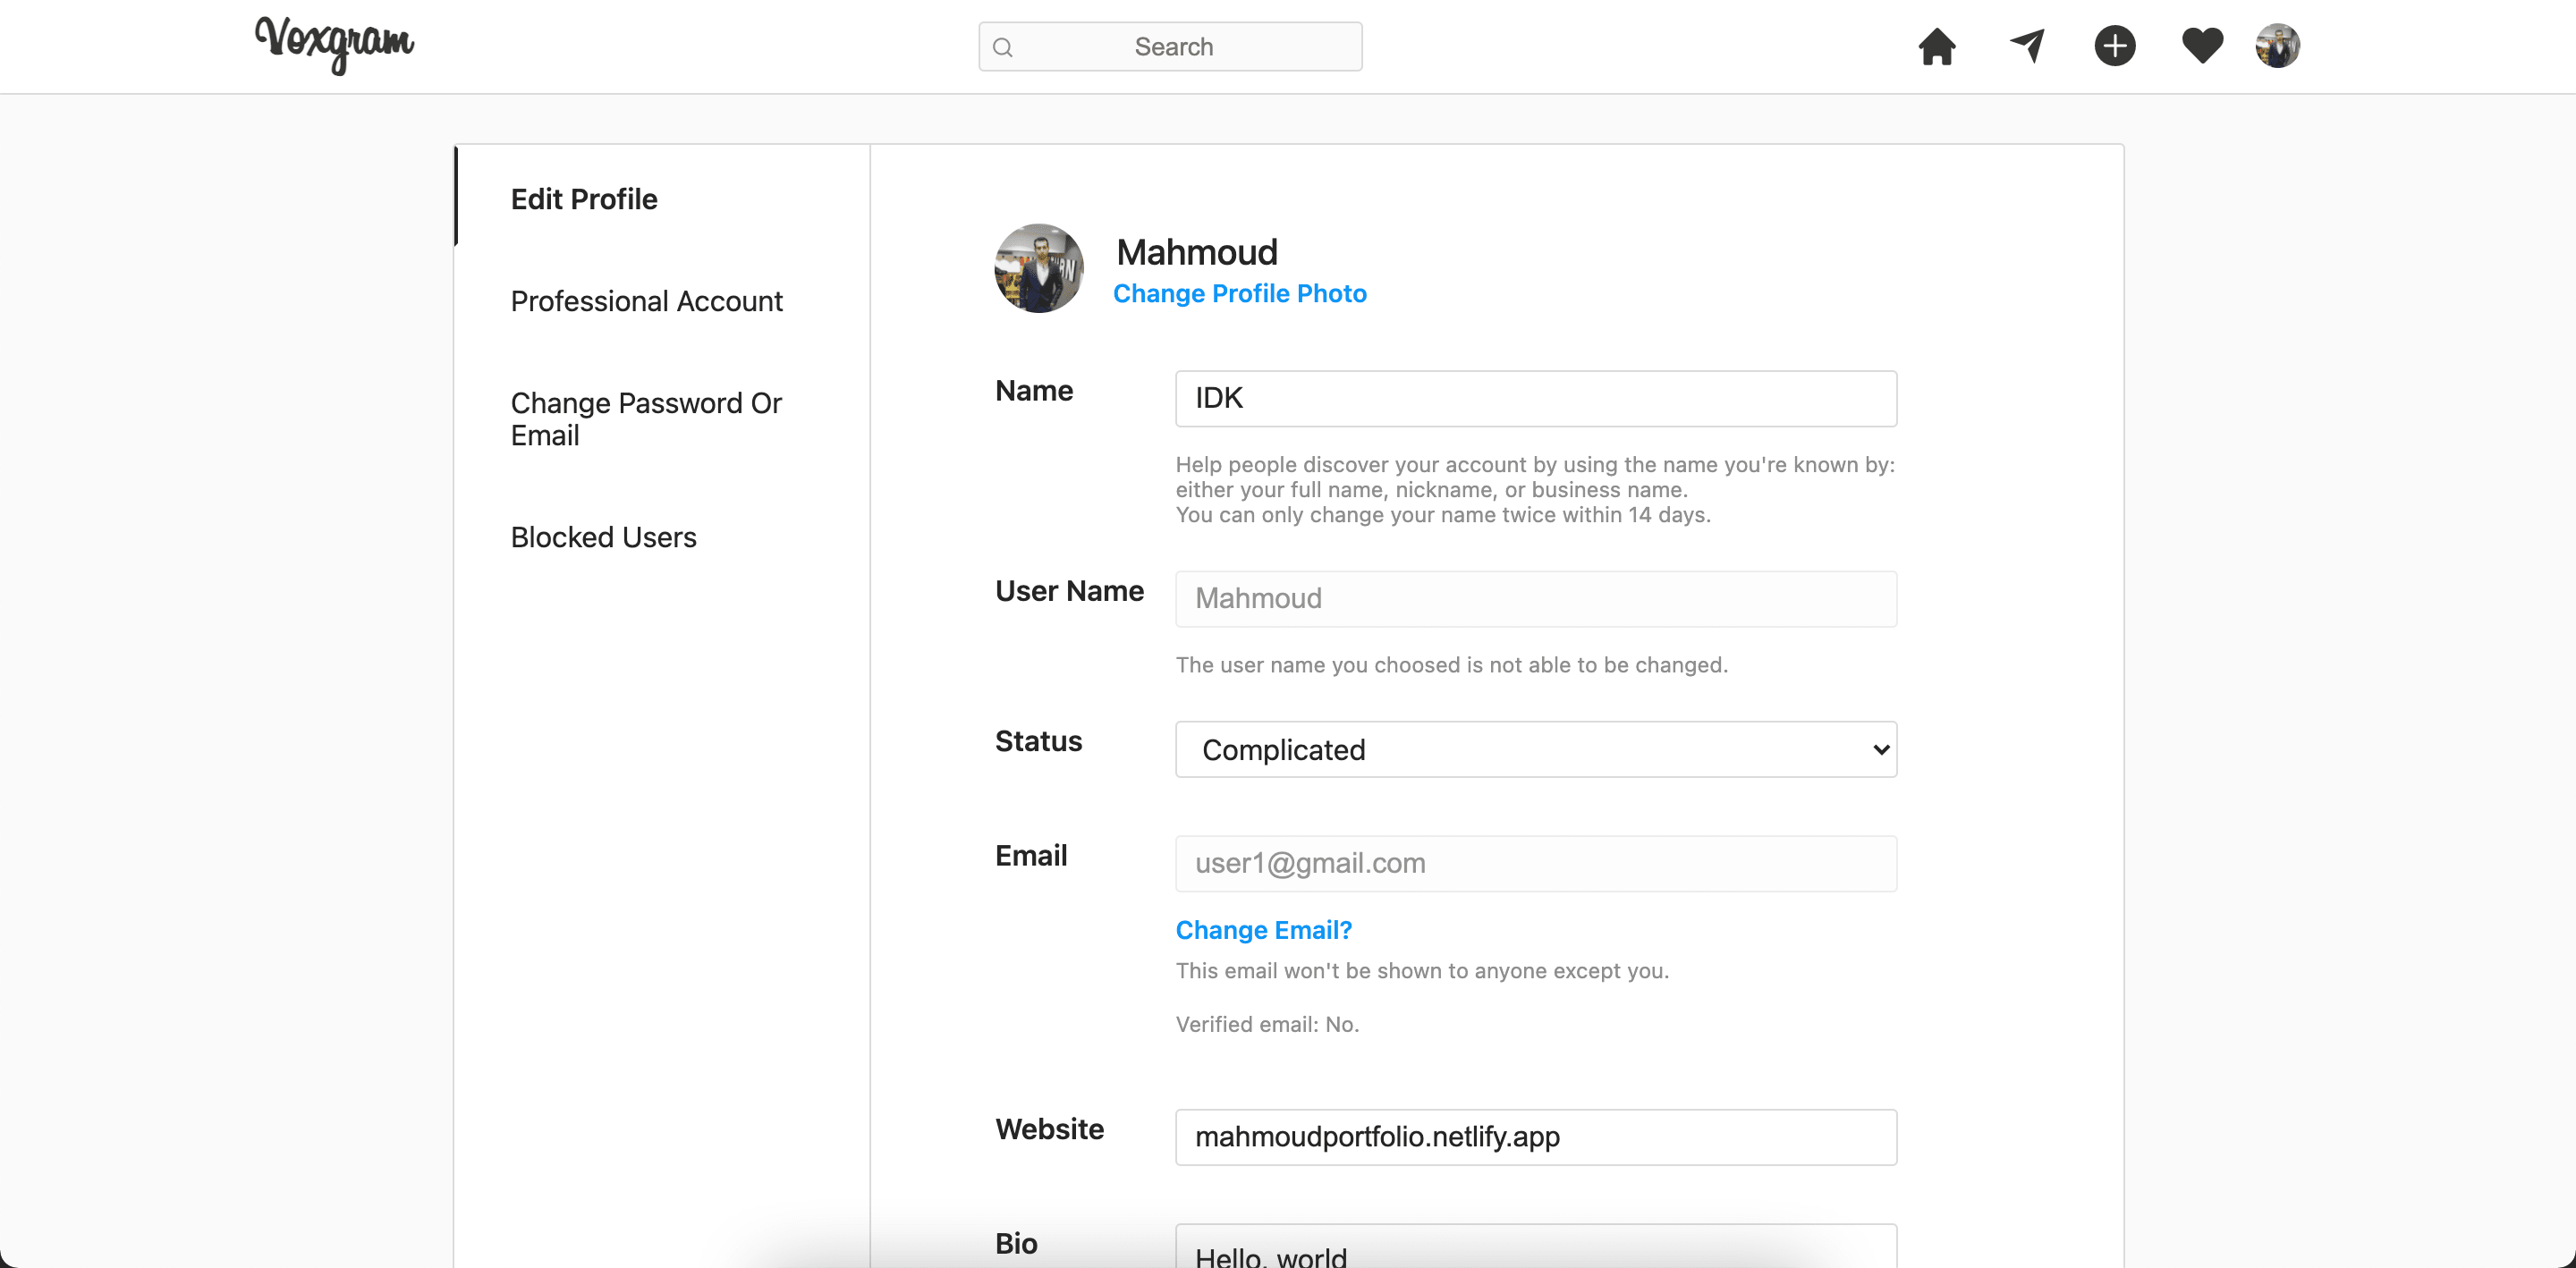 Voxgram
Search
Edit Profile
Professional Account
Change Password Or
Email
Blocked Users
Mahmoud
Change Profile Photo
Name
IDK
Help people discover your account by using the name you're known by:
either your full name, nickname, or business name.
You can only change your name twice within 14 days.
User Name
Mahmoud
The user name you choosed is not able to be changed.
Status
Complicated
Email
user1@gmail.com
Change Email?
This email won't be shown to anyone except you.
Verified email: No.
Website
mahmoudportfolio.netlify.app
Bio
Hello, world